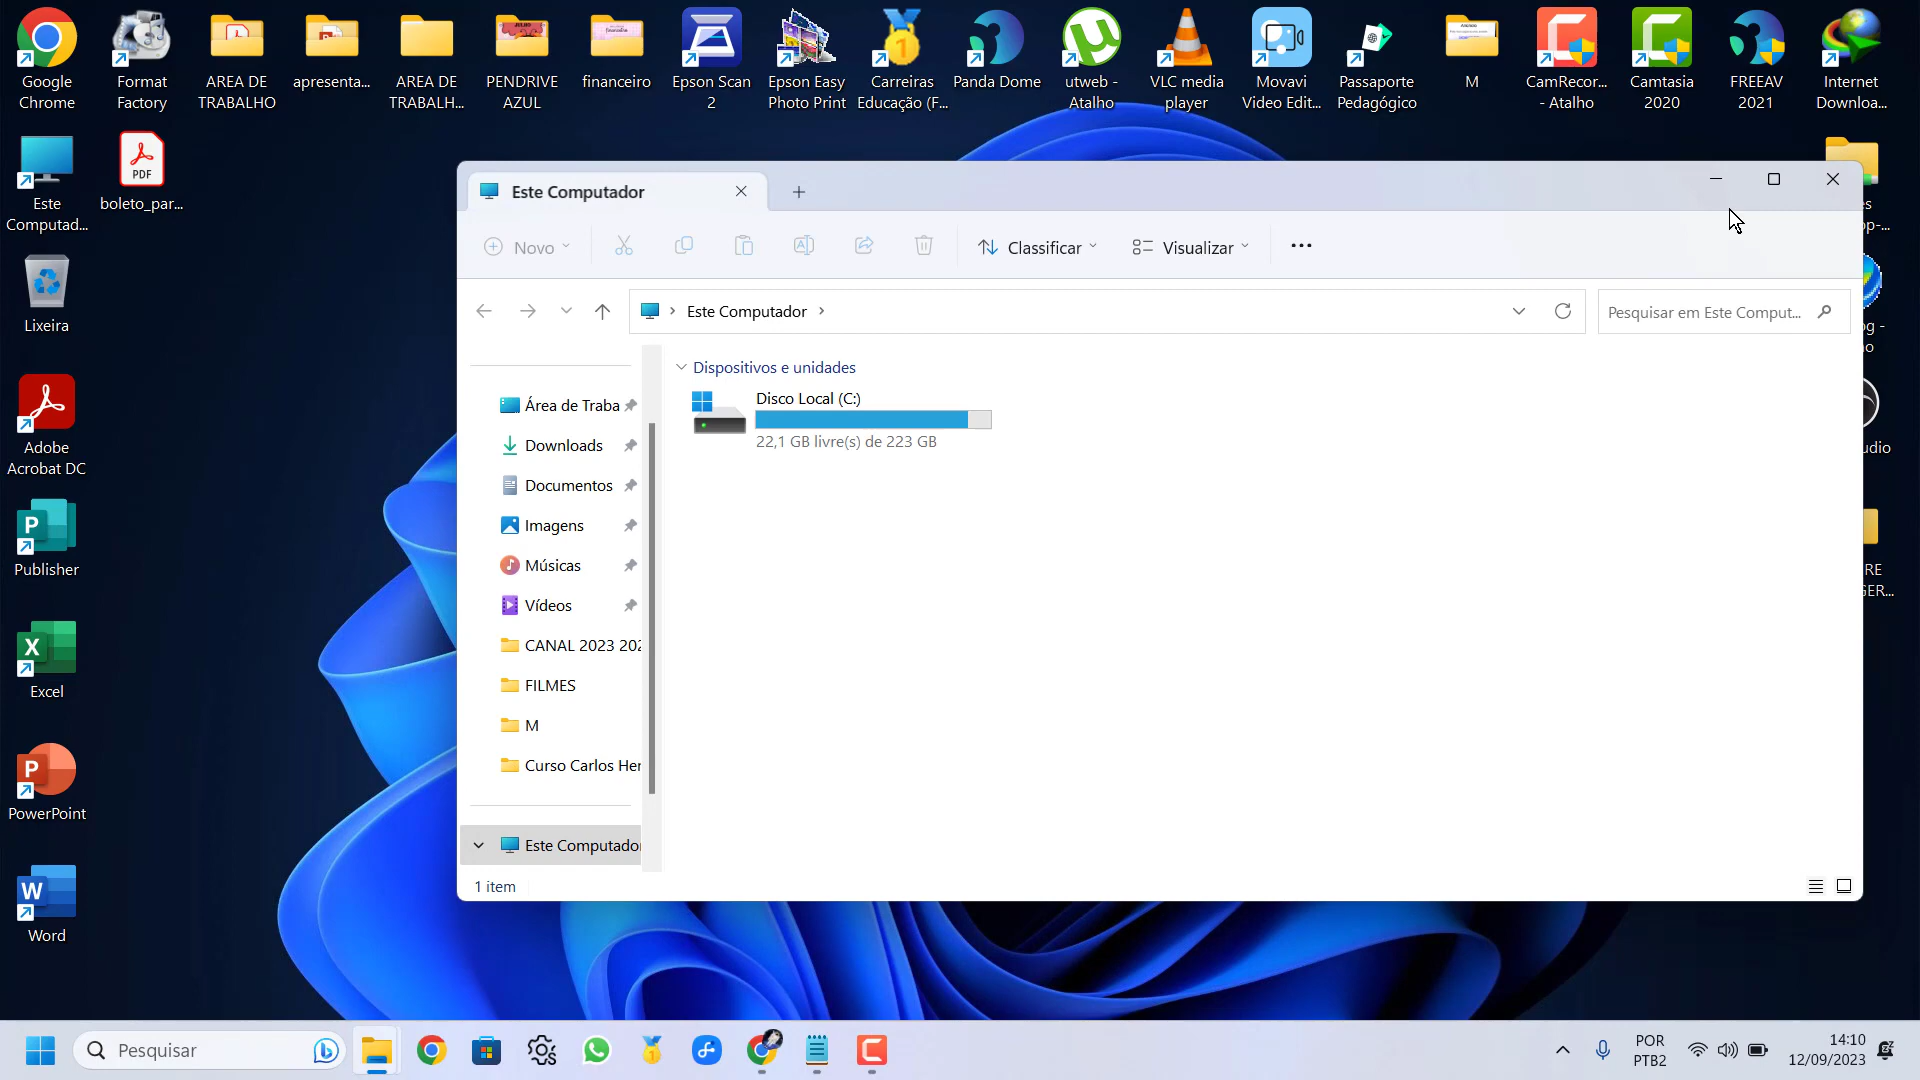 Google
Chrome
Format
Factory
AREA DE
TRABALHO
apresenta...
AREA DE
TRABALH...
PENDRIVE
AZUL
financeiro
Epson Scan
2
Epson Easy
Photo Print
Carreiras
Educação (F...
Panda Dome
utweb -
Atalho
VLC media
player
Movavi
Video Edit...
Passaporte
Pedagógico
M
CamRecor...
- Atalho
Camtasia
2020
FREEAV
2021
Internet
Downloa...
Este
Computad...
PDF
boleto_par...
Lixeira
Adobe
Acrobat DC
Publisher
Excel
PowerPoint
Word
Este Computador
Novo
Classificar
Visualizar
Este Computador
Pesquisar em Este Comput...
Área de Traba
Downloads
Documentos
Imagens
Músicas
Vídeos
CANAL 2023 202
FILMES
M
Curso Carlos Her
Este Computador
Dispositivos e unidades
Disco Local (C:)
22,1 GB livre(s) de 223 GB
1 item
Pesquisar
POR
PTB2
14:10
12/09/2023